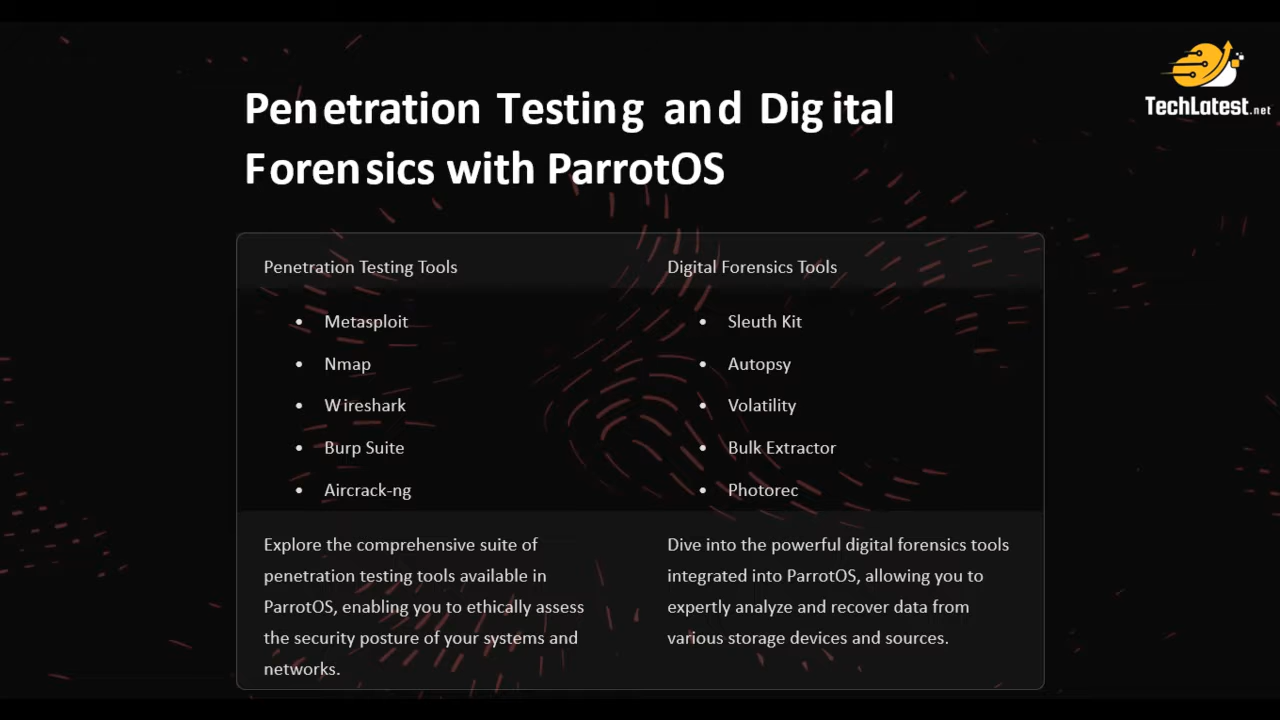 TechLatest.net
Penetration Testing and Digital
Forensics with ParrotOS
Penetration Testing Tools
Digital Forensics Tools
• Metasploit
• Nmap
• Wireshark
• Burp Suite
• Aircrack-ng
• Sleuth Kit
• Autopsy
• Volatility
• Bulk Extractor
• Photorec
Explore the comprehensive suite of
penetration testing tools available in
ParrotOS, enabling you to ethically assess
the security posture of your systems and
networks.
Dive into the powerful digital forensics tools
integrated into ParrotOS, allowing you to
expertly analyze and recover data from
various storage devices and sources.